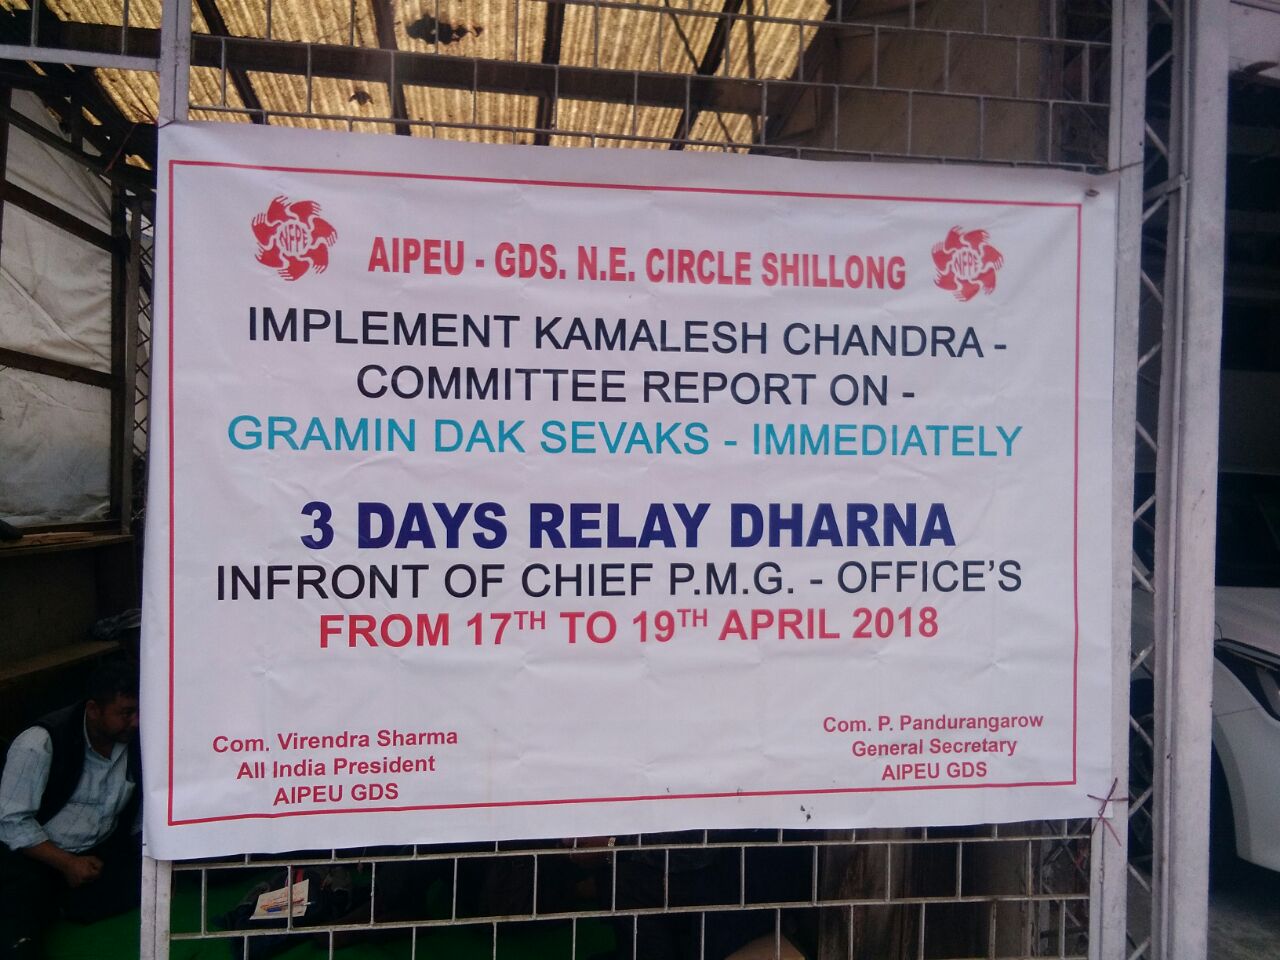 NFPE
AIPEU - GDS. N.E. CIRCLE SHILLONG
NFPE
IMPLEMENT KAMALESH CHANDRA -
COMMITTEE REPORT ON -
GRAMIN DAK SEVAKS - IMMEDIATELY
3 DAYS RELAY DHARNA
INFRONT OF CHIEF P.M.G. - OFFICE'S
FROM 17TH TO 19TH APRIL 2018
Com. Virendra Sharma
All India President
AIPEU GDS
Com. P. Pandurangarow
General Secretary
AIPEU GDS